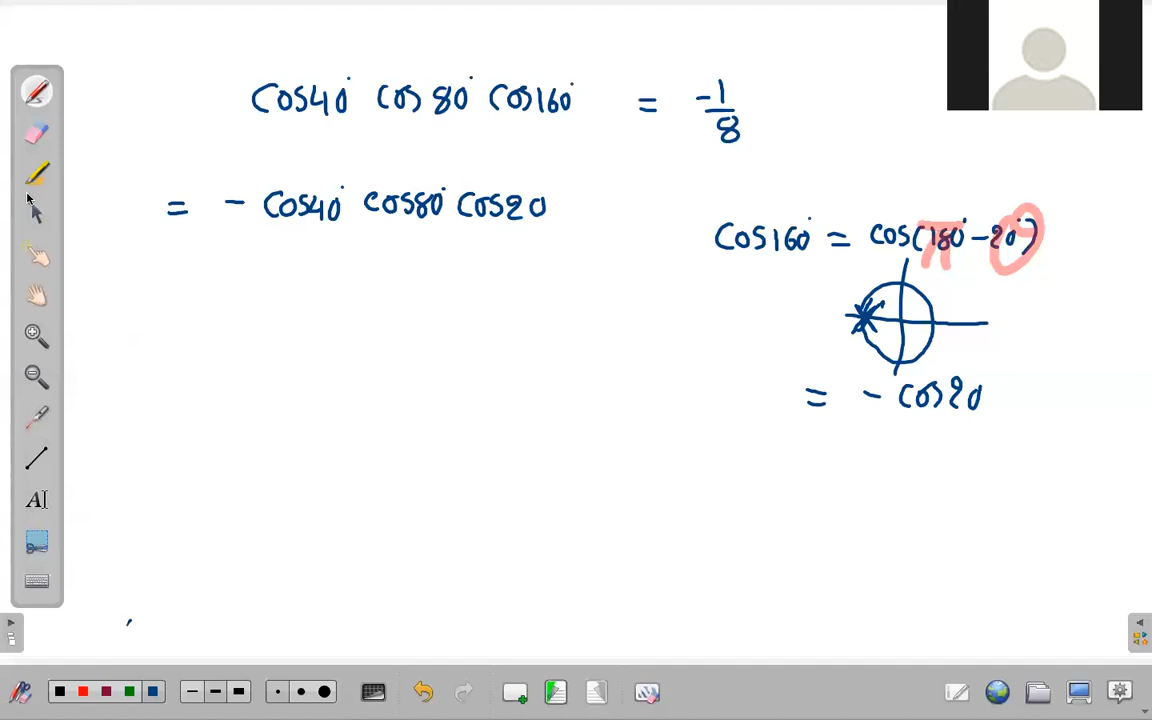 cos40° cos80° cos160° = -1/8
= - cos40° cos80° cos20
cos160° = cos(180° - 20°)
π θ
= - cos20